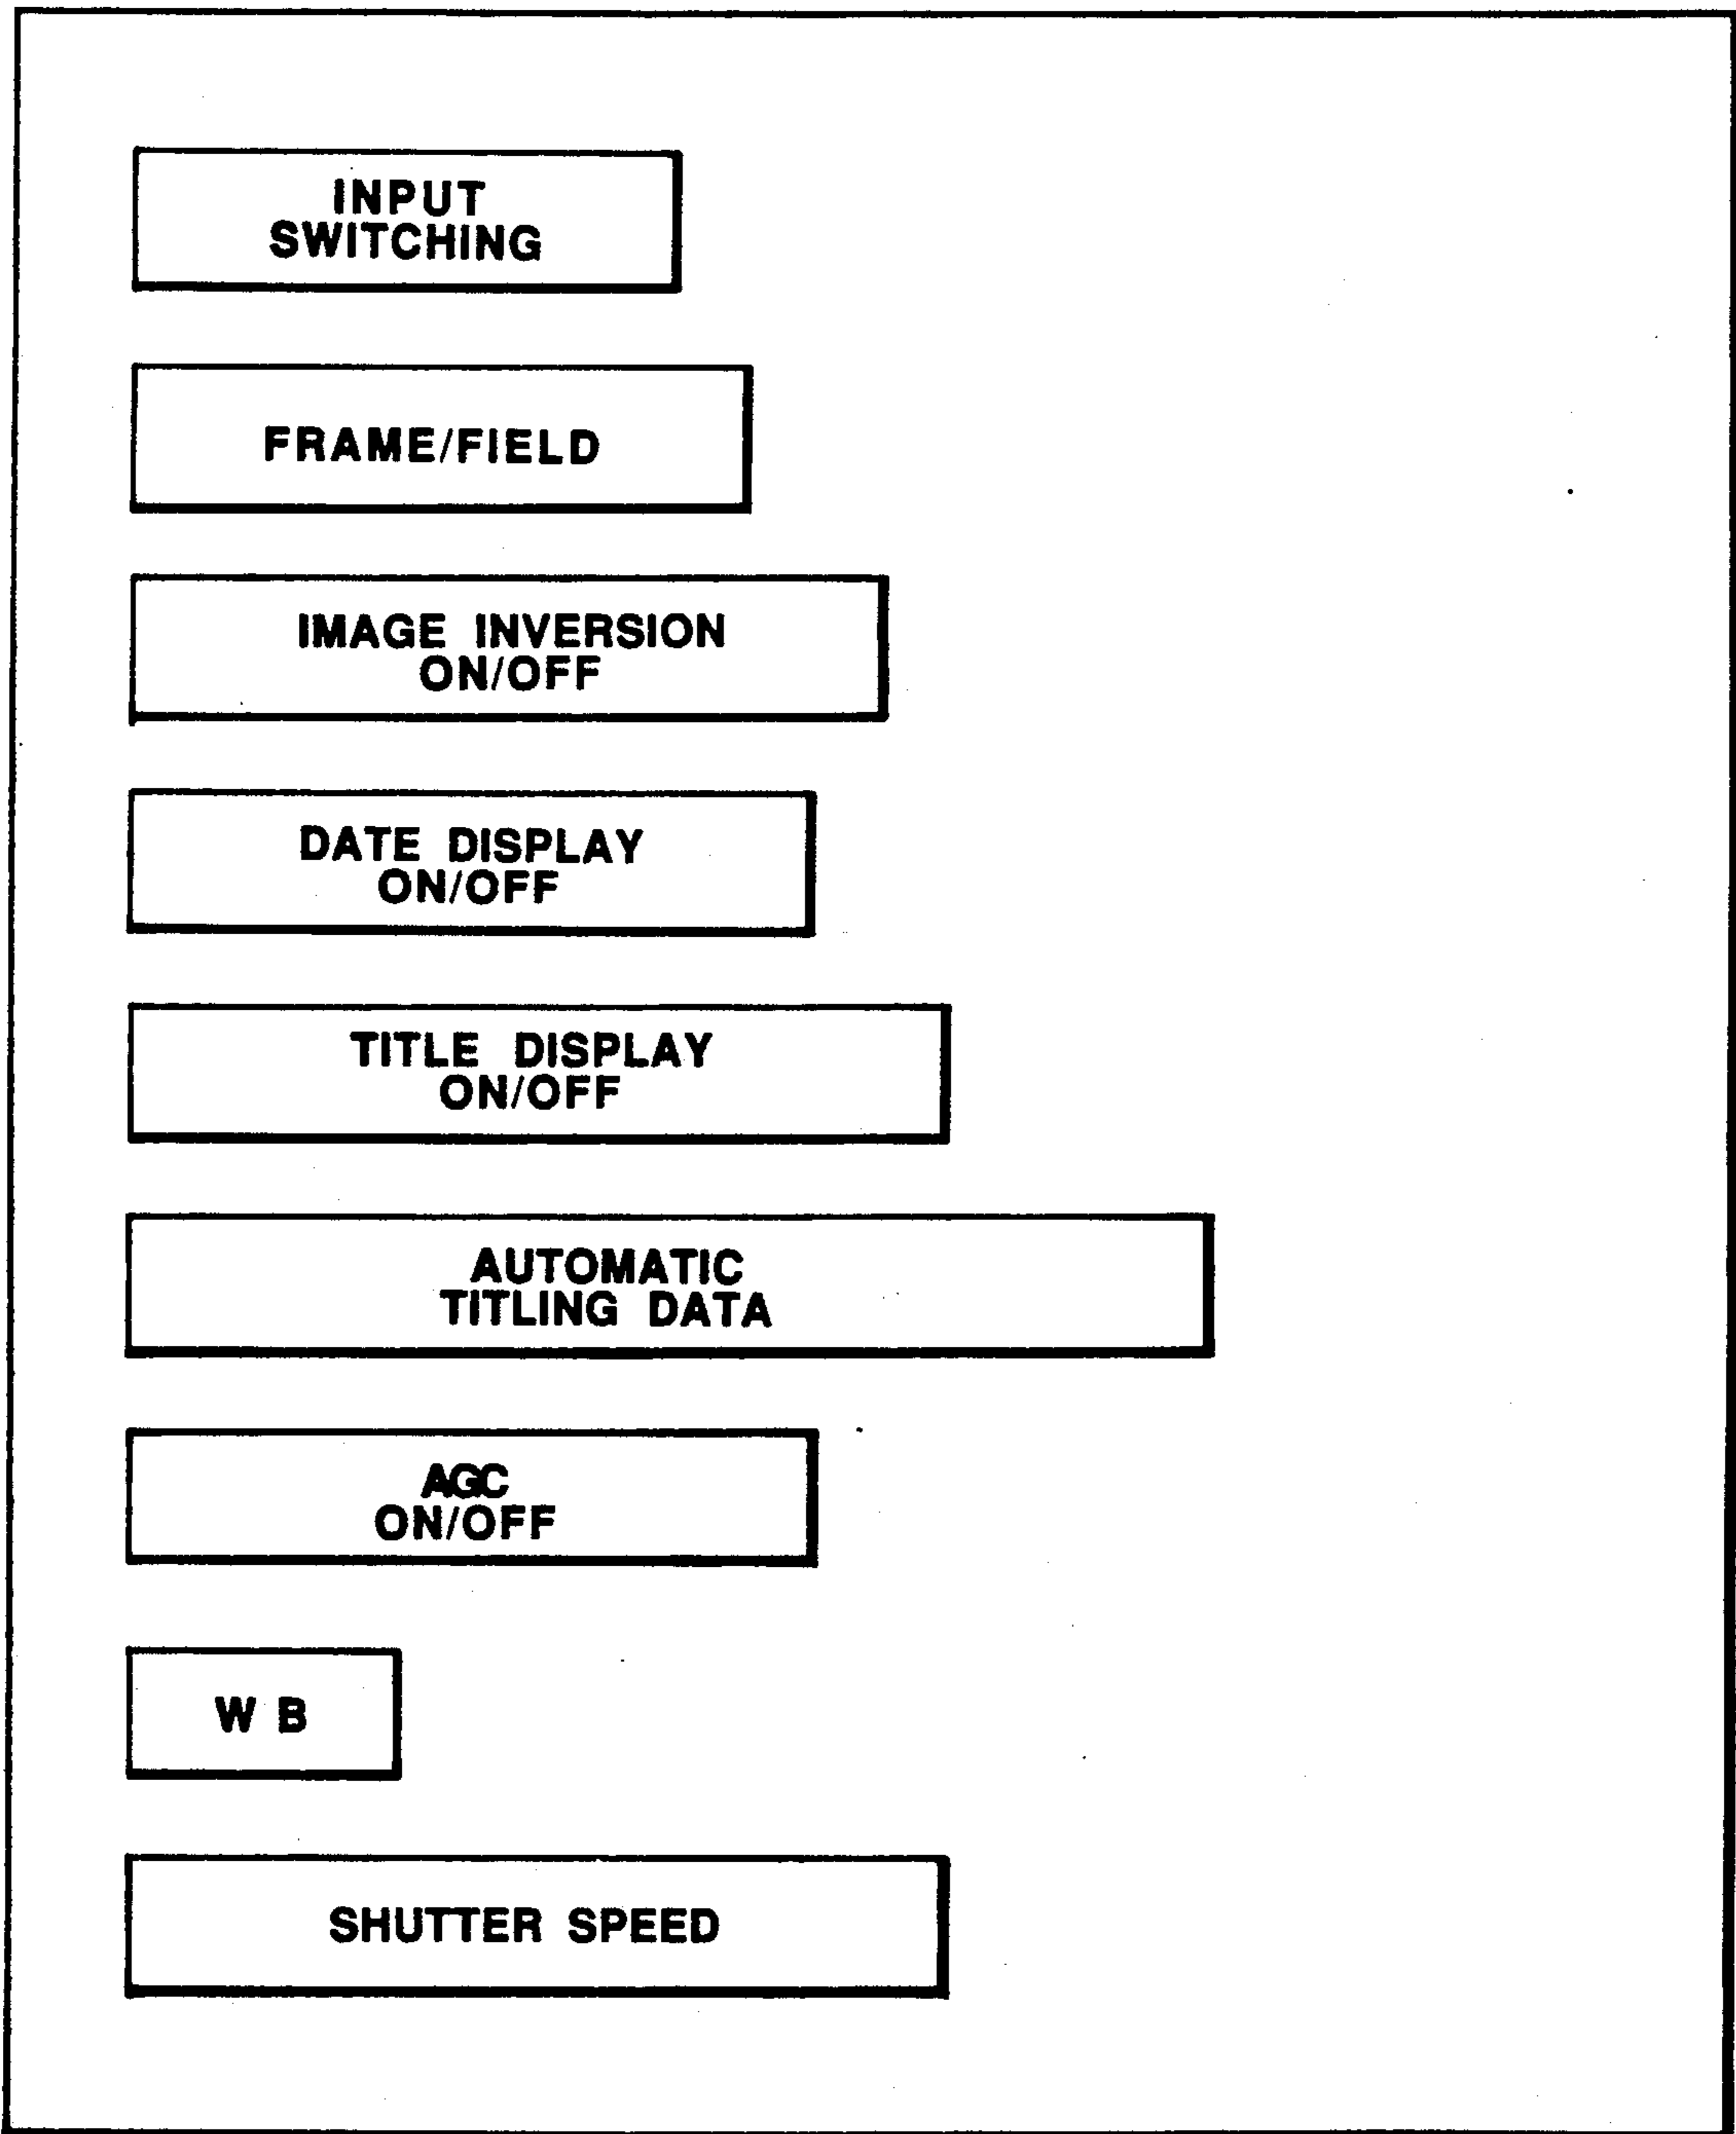 INPUT
SWITCHING
FRAME/FIELD
IMAGE INVERSION
ON/OFF
DATE DISPLAY
ON/OFF
TITLE DISPLAY
ON/OFF
AUTOMATIC
TITLING DATA
AGC
ON/OFF
W B
SHUTTER SPEED